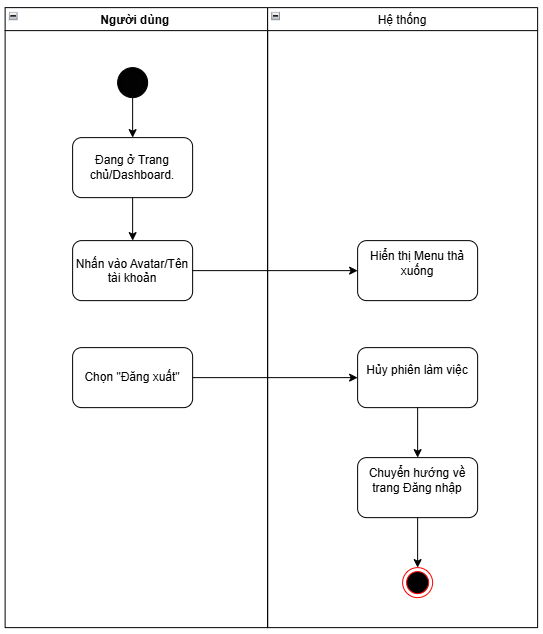 Người dùng
Hệ thống
Đang ở Trang
chủ/Dashboard.
Nhấn vào Avatar/Tên
tài khoản
Hiển thị Menu thả
xuống
Chọn "Đăng xuất"
Hủy phiên làm việc
Chuyển hướng về
trang Đăng nhập